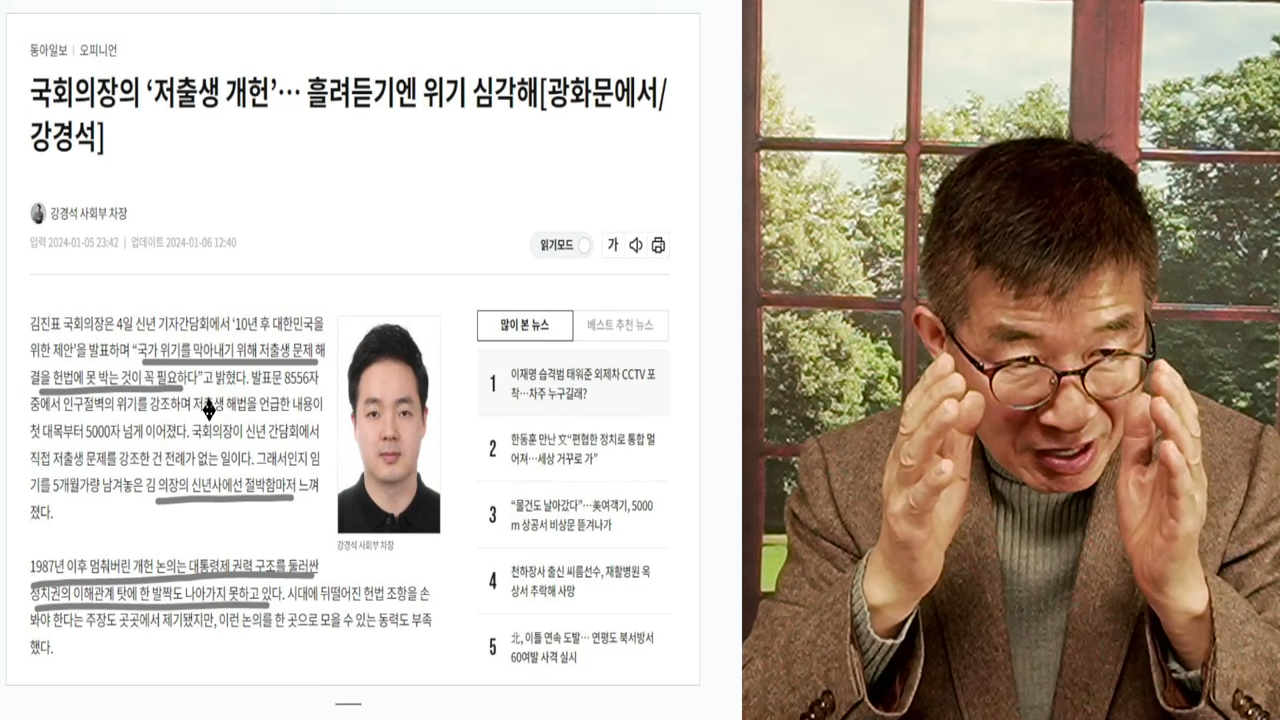 동아일보 | 오피니언
국회의장의 ‘저출생 개헌’… 흘려듣기엔 위기 심각해[광화문에서/
강경석]
강경석 사회부 차장
입력 2024-01-05 23:42 | 업데이트 2024-01-06 12:40
읽기모드
가
김진표 국회의장은 4일 신년 기자간담회에서 ‘10년 후 대한민국을
위한 제안’을 발표하며 “국가 위기를 막아내기 위해 저출생 문제 해
결을 헌법에 못 박는 것이 꼭 필요하다”고 밝혔다. 발표문 8556자
중에서 인구절벽의 위기를 강조하며 저출생 해법을 언급한 내용이
첫 대목부터 5000자 넘게 이어졌다. 국회의장이 신년 간담회에서
직접 저출생 문제를 강조한 건 전례가 없는 일이다. 그래서인지 임
기를 5개월가량 남겨놓은 김 의장의 신년사에선 절박함마저 느껴
졌다.
강경석 사회부 차장
1987년 이후 멈춰버린 개헌 논의는 대통령제 권력 구조를 둘러싼
정치권의 이해관계 탓에 한 발짝도 나아가지 못하고 있다. 시대에 뒤떨어진 헌법 조항을 손
봐야 한다는 주장도 곳곳에서 제기됐지만, 이런 논의를 한 곳으로 모을 수 있는 동력도 부족
했다.
많이 본 뉴스
베스트 추천 뉴스
1
이재명 습격범 태워준 외제차 CCTV 포
착…차주 누구길래?
2
한동훈 만난 文“편협한 정치로 통합 멀
어져…세상 거꾸로 가”
3
“물건도 날아갔다”…美여객기, 5000
m 상공서 비상문 뜯겨나가
4
천하장사 출신 씨름선수, 재활병원 옥
상서 추락해 사망
5
北, 이틀 연속 도발… 연평도 북서방서
60여발 사격 실시